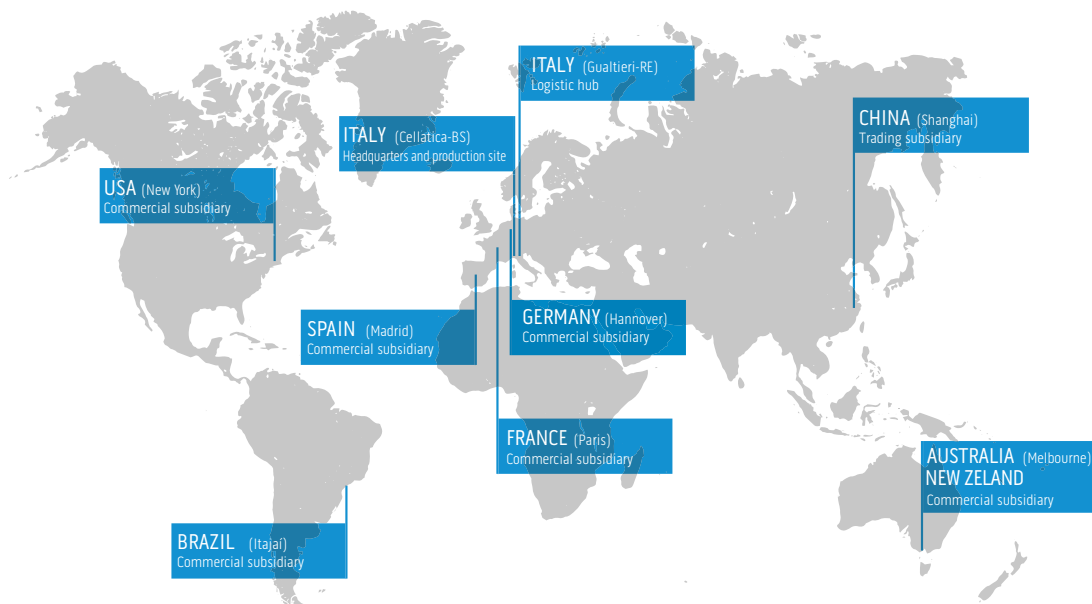 ITALY (Gualtieri-RE)
Logistic hub
CHINA (Shanghai)
Trading subsidiary
ITALY (Cellatica-BS)
Headquarters and production site
USA (New York)
Commercial subsidiary
SPAIN (Madrid)
Commercial subsidiary
GERMANY (Hannover)
Commercial subsidiary
FRANCE (Paris)
Commercial subsidiary
AUSTRALIA (Melbourne)
NEW ZELAND
Commercial subsidiary
BRAZIL (Itajaí)
Commercial subsidiary